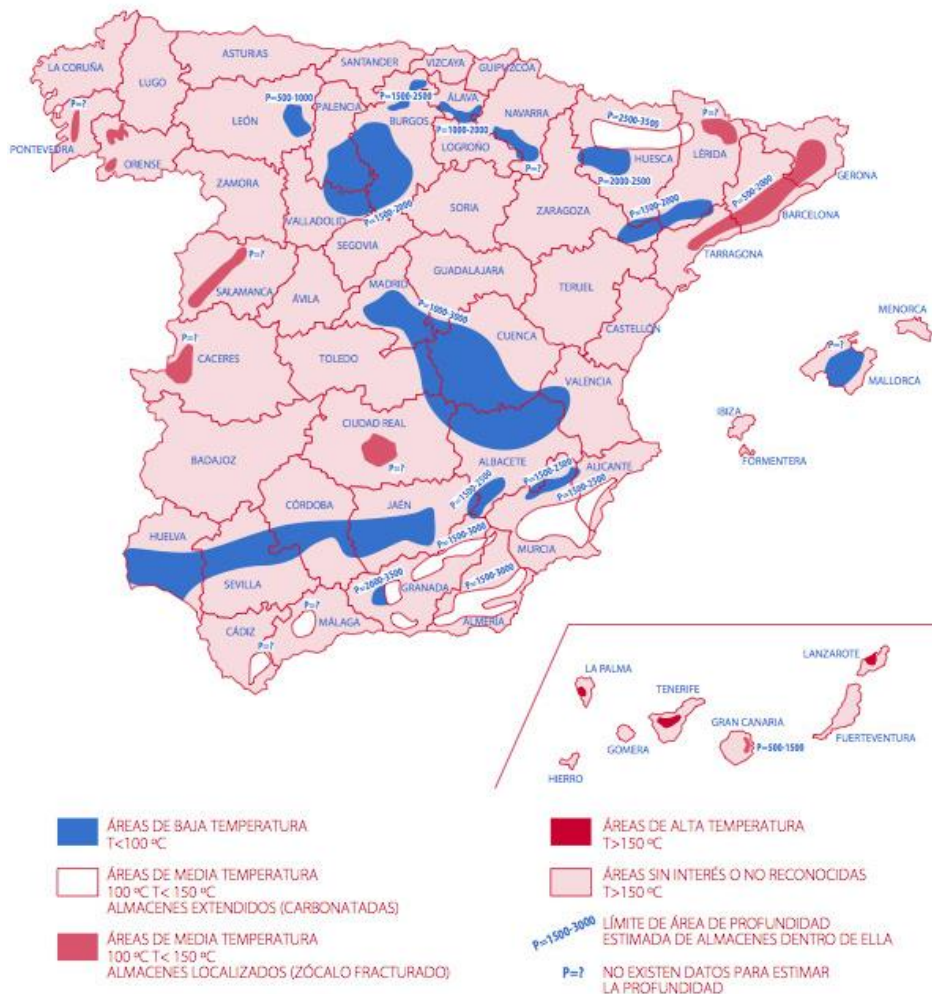 ASTURIAS
SANTANDER
VIZCAYA
GUIPÚZCOA
LA CORUÑA
LUGO
P=?
PONTEVEDRA
ORENSE
LEÓN
P=500-1000
PALENCIA
P=1500-2500
BURGOS
ÁLAVA
NAVARRA
P=1000-2000
LOGROÑO
P=?
P=2500-3500
HUESCA
P=2000-2500
P=?
LÉRIDA
GERONA
P=500-2000
BARCELONA
P=1500-2000
TARRAGONA
ZAMORA
VALLADOLID
P=1500-2000
SORIA
ZARAGOZA
SEGOVIA
P=?
SALAMANCA
ÁVILA
MADRID
P=1000-3000
GUADALAJARA
TERUEL
CUENCA
CASTELLÓN
MENORCA
P=?
MALLORCA
P=?
CACERES
TOLEDO
VALENCIA
IBIZA
FORMENTERA
BADAJOZ
CIUDAD REAL
P=?
ALBACETE
P=1500-2500
P=1500-2500
ALICANTE
P=1500-2500
HUELVA
CÓRDOBA
JAÉN
P=1500-3000
MURCIA
SEVILLA
P=2000-3500
GRANADA
P=1500-3000
P=?
CÁDIZ
MÁLAGA
ALMERÍA
P=?
LA PALMA
TENERIFE
LANZAROTE
GRAN CANARIA
P=500-1500
GOMERA
FUERTEVENTURA
HIERRO
ÁREAS DE BAJA TEMPERATURA
T<100 ºC
ÁREAS DE MEDIA TEMPERATURA
100 ºC T< 150 ºC
ALMACENES EXTENDIDOS (CARBONATADAS)
ÁREAS DE MEDIA TEMPERATURA
100 ºC T< 150 ºC
ALMACENES LOCALIZADOS (ZÓCALO FRACTURADO)
ÁREAS DE ALTA TEMPERATURA
T>150 ºC
ÁREAS SIN INTERÉS O NO RECONOCIDAS
T>150 ºC
P=1500-3000
LÍMITE DE ÁREA DE PROFUNDIDAD
ESTIMADA DE ALMACENES DENTRO DE ELLA
P=?
NO EXISTEN DATOS PARA ESTIMAR
LA PROFUNDIDAD